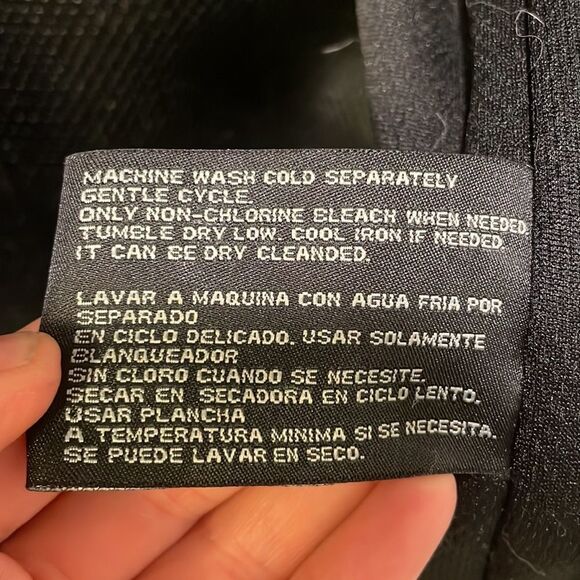 MACHINE WASH COLD SEPARATELY
GENTLE CYCLE.
ONLY NON-CHLORINE BLEACH WHEN NEEDED
TUMBLE DRY LOW. COOL IRON IF NEEDED
IT CAN BE DRY CLEANDED.
LAVAR A MAQUINA CON AGUA FRIA POR
SEPARADO
EN CICLO DELICADO. USAR SOLAMENTE
BLANQUEADOR
SIN CLORO CUANDO SE NECESITE.
SECAR EN SECADORA EN CICLO LENTO.
USAR PLANCHA
A TEMPERATURA MINIMA SI SE NECESITA.
SE PUEDE LAVAR EN SECO.